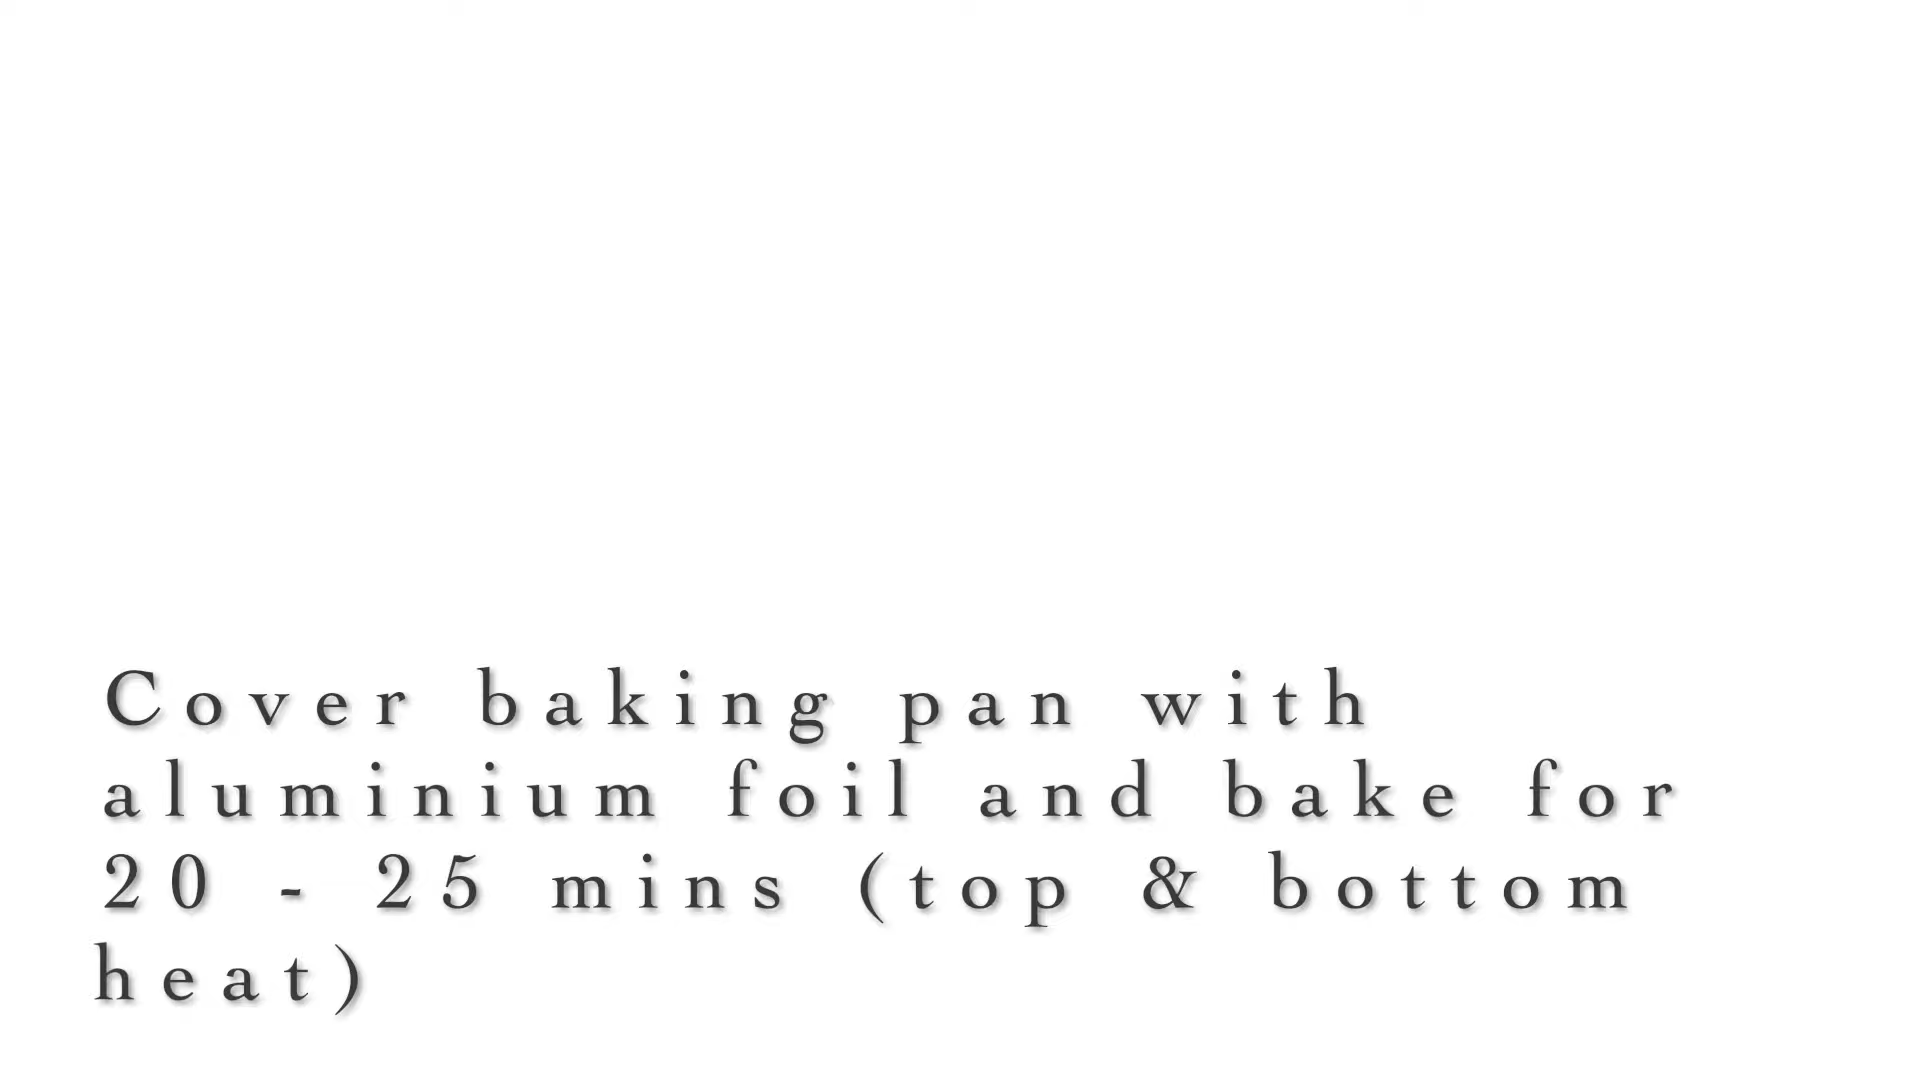 Cover baking pan with
aluminium foil and bake for
20 - 25 mins (top & bottom
heat)